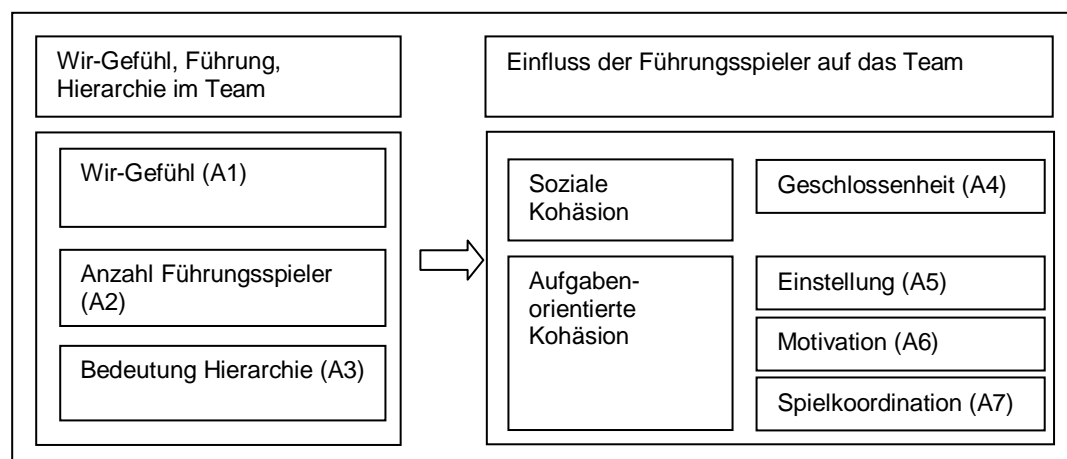 Wir-Gefühl, Führung,
Hierarchie im Team
Einfluss der Führungsspieler auf das Team
Wir-Gefühl (A1)
Anzahl Führungsspieler
(A2)
Bedeutung Hierarchie (A3)
Soziale
Kohäsion
Geschlossenheit (A4)
Aufgaben-
orientierte
Kohäsion
Einstellung (A5)
Motivation (A6)
Spielkoordination (A7)